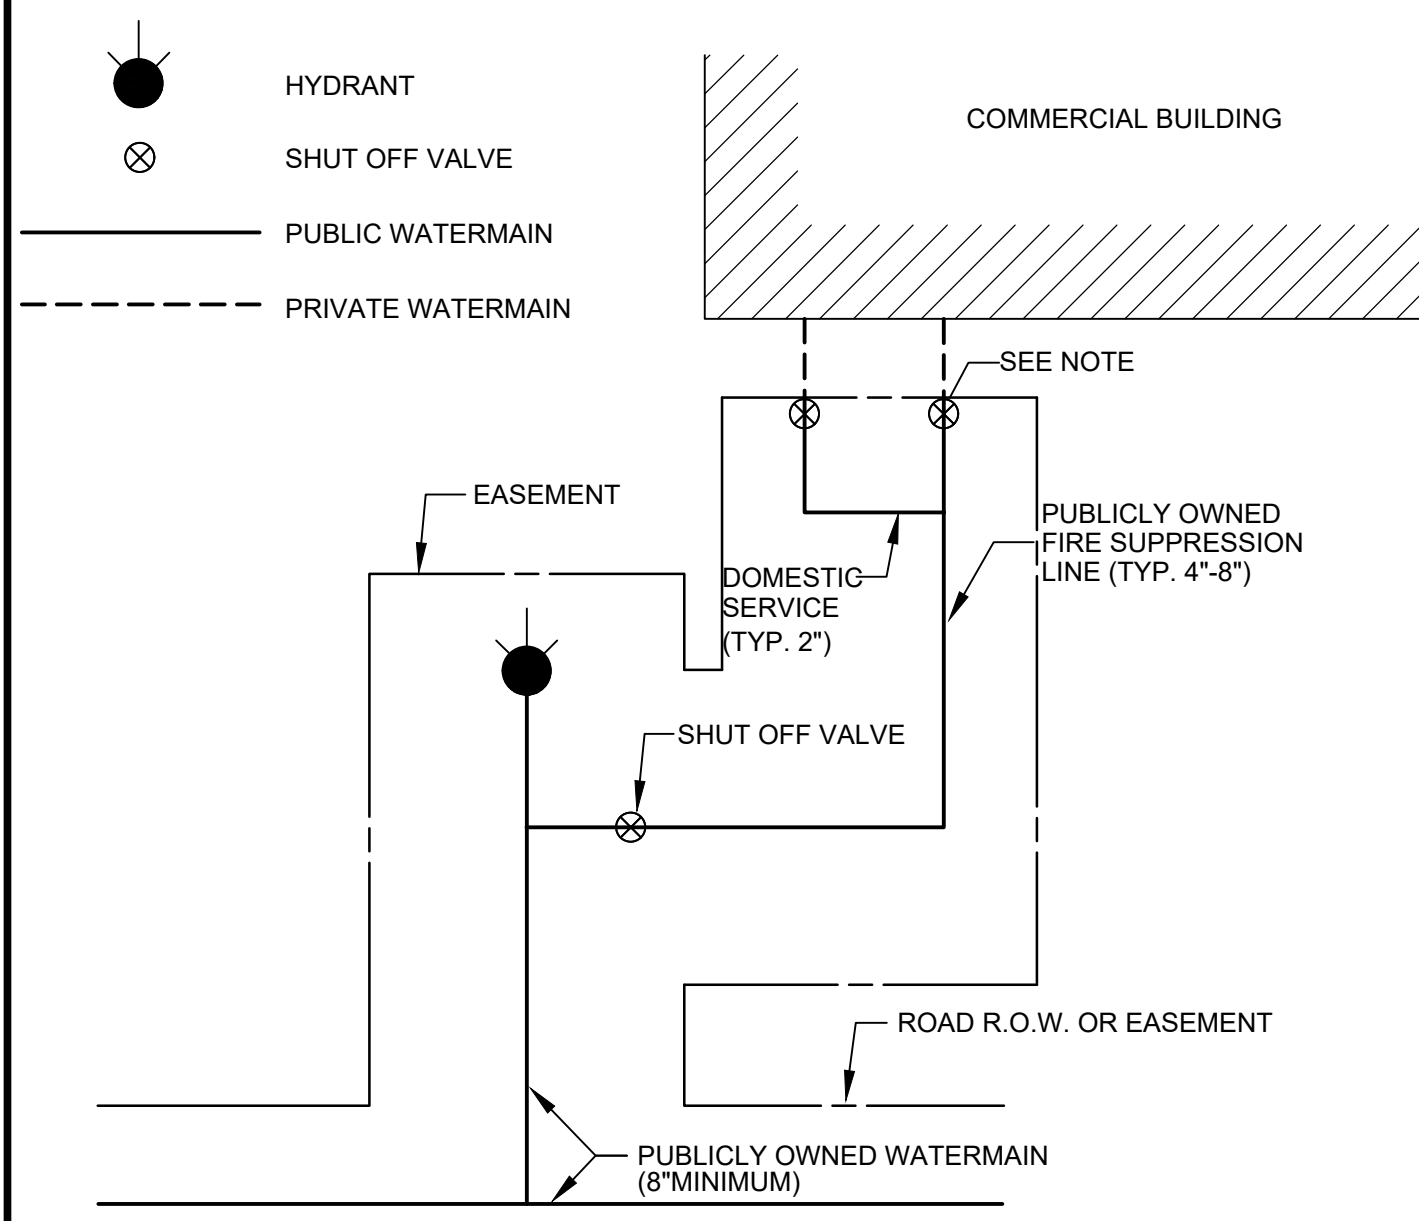 HYDRANT
COMMERCIAL BUILDING
SHUT OFF VALVE
PUBLIC WATERMAIN
PRIVATE WATERMAIN
SEE NOTE
EASEMENT
PUBLICLY OWNED
FIRE SUPPRESSION
LINE (TYP. 4"-8")
DOMESTIC
SERVICE
(TYP. 2")
SHUT OFF VALVE
ROAD R.O.W. OR EASEMENT
PUBLICLY OWNED WATERMAIN
(8"MINIMUM)